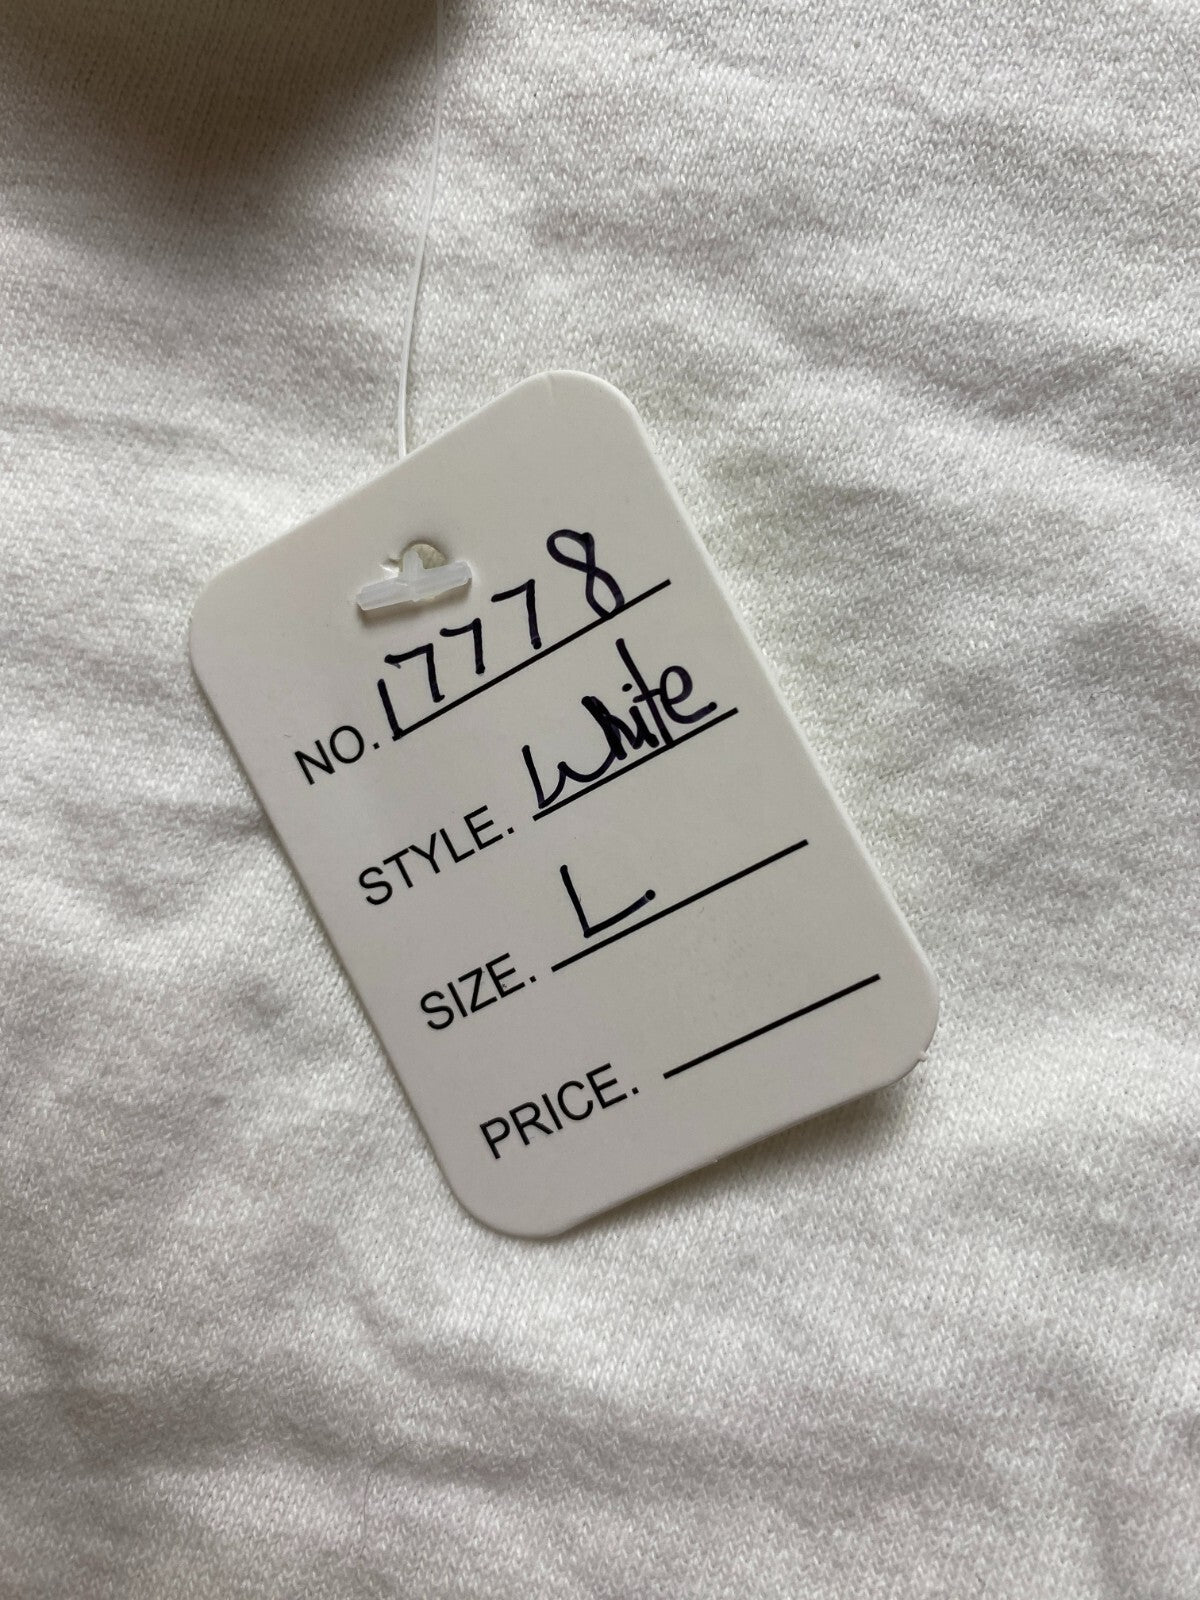 NO. 17778
STYLE. White
SIZE. L.
PRICE.